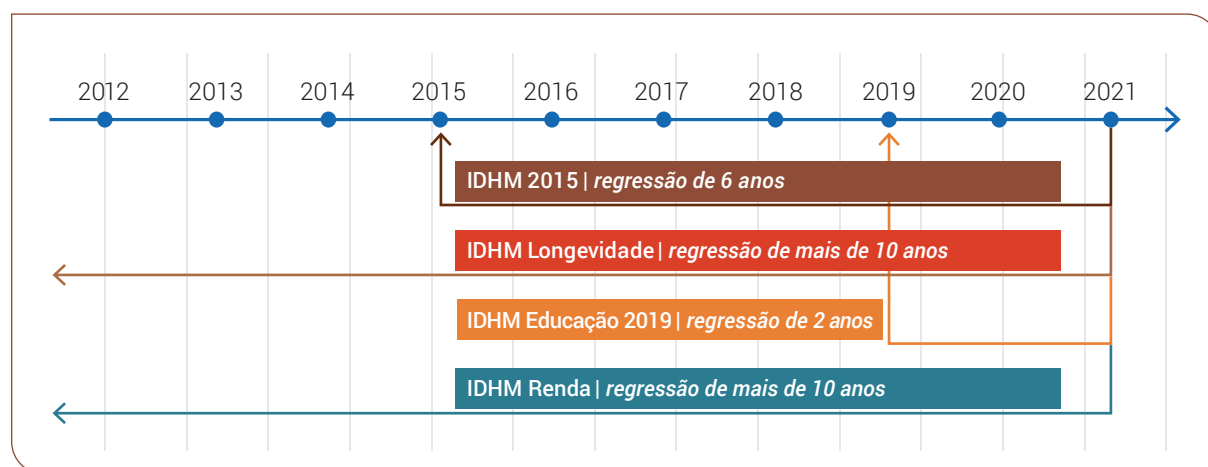 2012 2013 2014 2015 2016 2017 2018 2019 2020 2021
IDHM 2015 | regressão de 6 anos
IDHM Longevidade | regressão de mais de 10 anos
IDHM Educação 2019 | regressão de 2 anos
IDHM Renda | regressão de mais de 10 anos